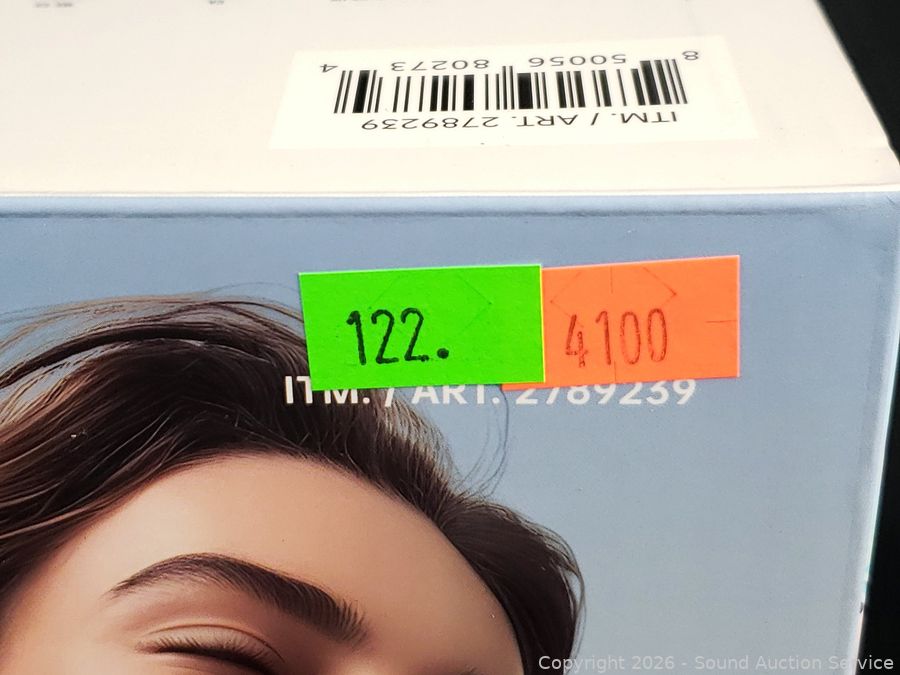 8 50056 80273 4
ITM. / ART. 2789239
122.
4100
ITM. / ART. 2789239
Copyright 2026 - Sound Auction Service